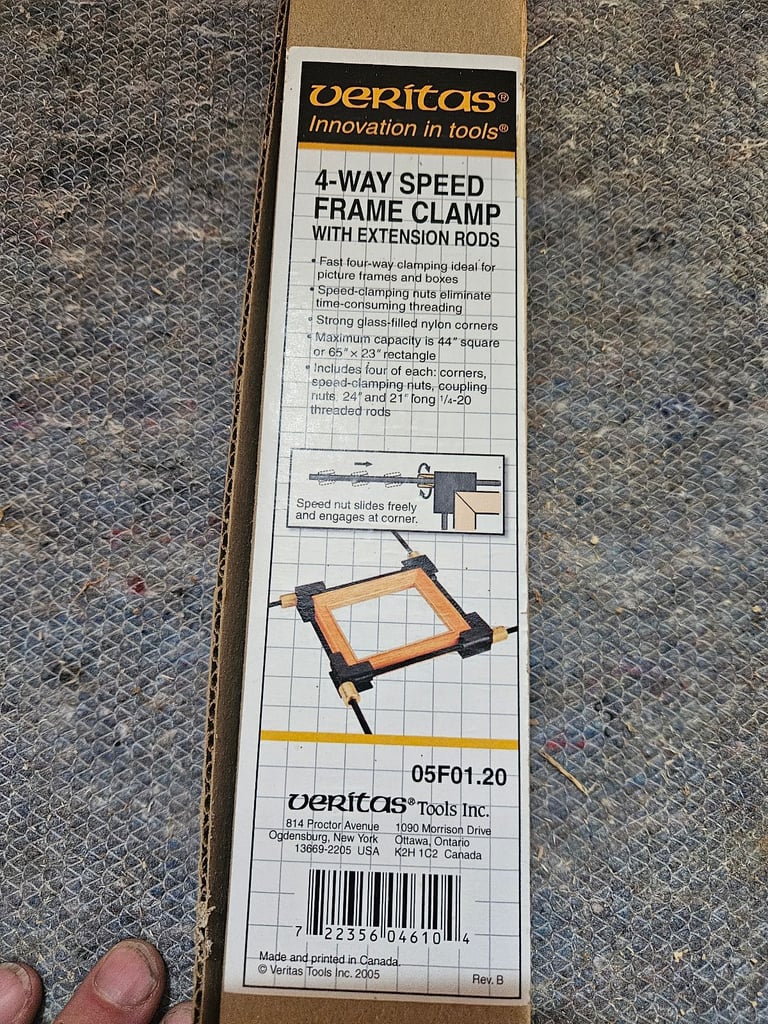 veritas®
Innovation in tools®
4-WAY SPEED
FRAME CLAMP
WITH EXTENSION RODS
• Fast four-way clamping ideal for
picture frames and boxes
• Speed-clamping nuts eliminate
time-consuming threading
• Strong glass-filled nylon corners
• Maximum capacity is 44" square
or 65" × 23" rectangle
• Includes four of each: corners,
speed-clamping nuts, coupling
nuts, 24" and 21" long 1/4-20
threaded rods
Speed nut slides freely
and engages at corner.
05F01.20
veritas® Tools Inc.
814 Proctor Avenue 1090 Morrison Drive
Ogdensburg, New York Ottawa, Ontario
13669-2205 USA K2H 1C2 Canada
7 22356 04610 4
Made and printed in Canada.
© Veritas Tools Inc. 2005 Rev. B